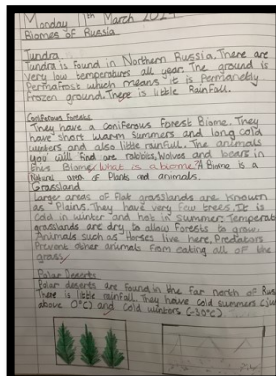 Monday 11th March 202
Biomes of Russia.
Tundra
Tundra is found in Northern Russia. There are
very low temperatures all year. The ground is
Permafrost which means it is Permanetly
frozen ground. There is little Rainfall.
Coniferous Forests
They have a coniferous Forest Biome. They
have short warm Summers and long cold
winters and also little rainfull. The animals
you will find are rabbits, Wolves and bears in
this Biome. What is a biome? A Biome is a
Natural area of Plants and animals.
Grassland
Larger areas of flat grasslands are known
as Plains. They have very few trees. It is
cold in winter and hot in summer. Temperate
grasslands are dry to allow Forests to grow.
Animals such as Horses live here. Predators
Prevent other animals from eating all of the
grass/
Polar Deserts
Polar deserts are found in the far north of Russ
There is little rainfall. They have cold summers (just
above 0°C) and cold winters (-30°C)